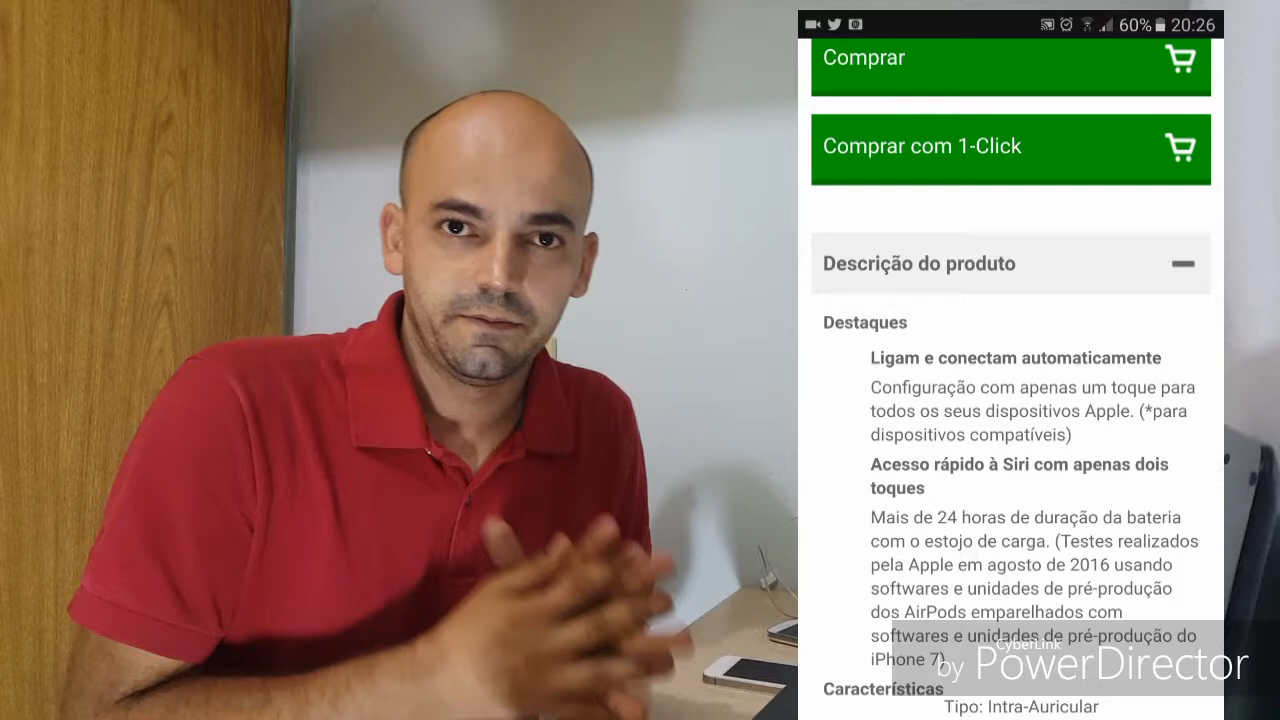 60% 20:26
Comprar
Comprar com 1-Click
Descrição do produto
Destaques
Ligam e conectam automaticamente
Configuração com apenas um toque para
todos os seus dispositivos Apple. (*para
dispositivos compatíveis)
Acesso rápido à Siri com apenas dois
toques
Mais de 24 horas de duração da bateria
com o estojo de carga. (Testes realizados
pela Apple em agosto de 2016 usando
softwares e unidades de pré-produção
dos AirPods emparelhados com
softwares e unidades de pré-produção do
iPhone 7)
CyberLink
by PowerDirector
Características
Tipo: Intra-Auricular